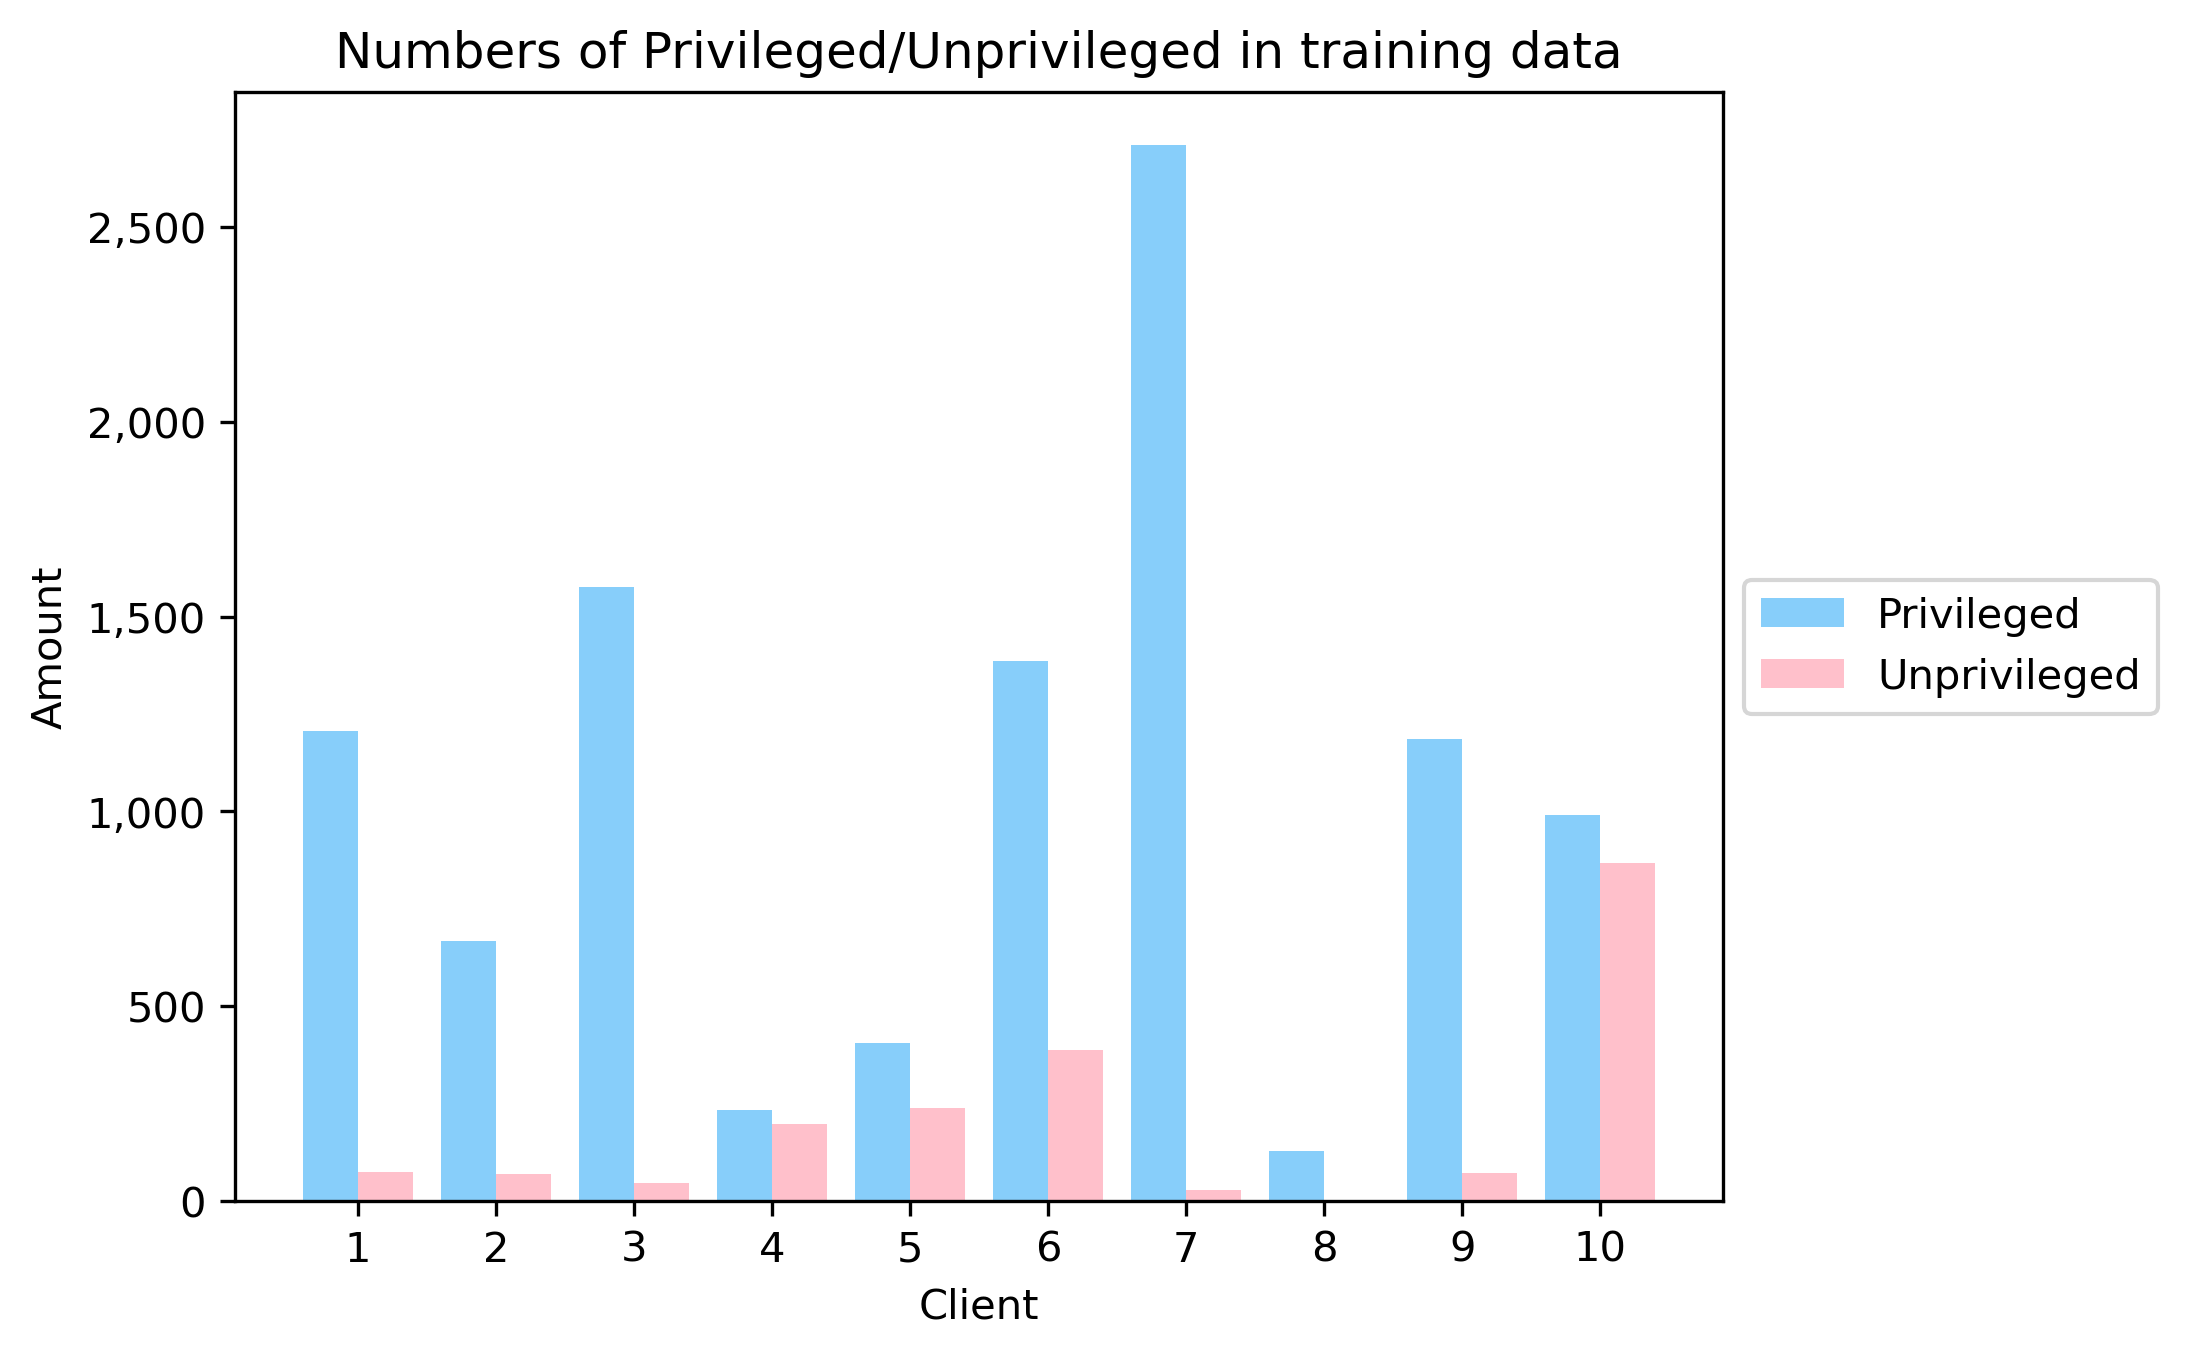 Numbers of Privileged/Unprivileged in training data
2,500
2,000
1,500
1,000
500
0
Amount
1 2 3 4 5 6 7 8 9 10
Client
Privileged
Unprivileged